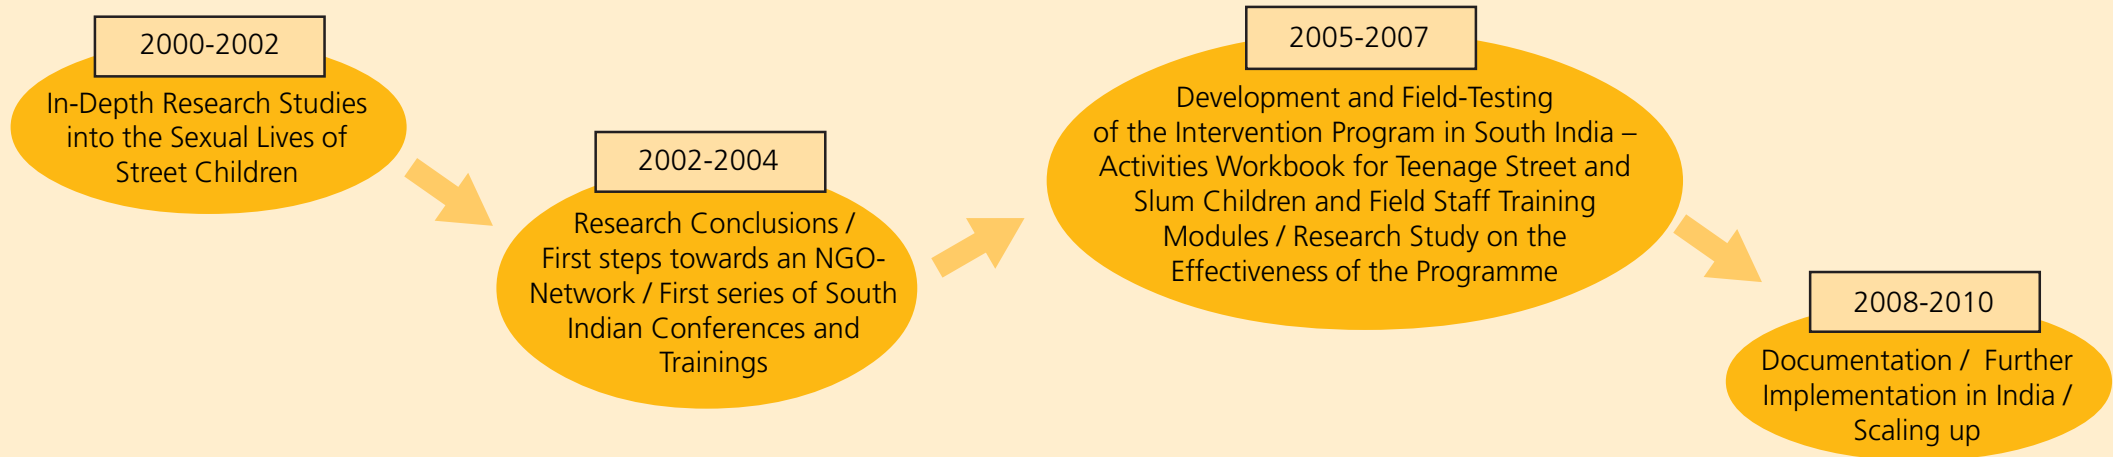 2000-2002
In-Depth Research Studies
into the Sexual Lives of
Street Children
2002-2004
Research Conclusions /
First steps towards an NGO-
Network / First series of South
Indian Conferences and
Trainings
2005-2007
Development and Field-Testing
of the Intervention Program in South India –
Activities Workbook for Teenage Street and
Slum Children and Field Staff Training
Modules / Research Study on the
Effectiveness of the Programme
2008-2010
Documentation / Further
Implementation in India /
Scaling up